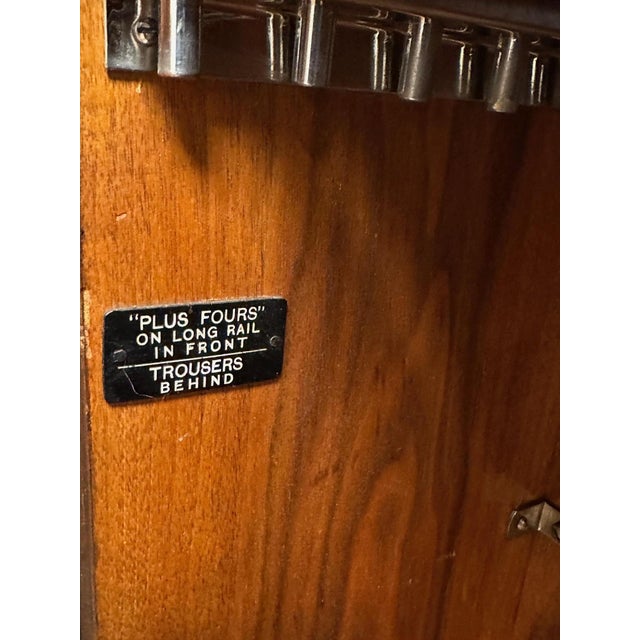 "PLUS FOURS"
ON LONG RAIL
IN FRONT
TROUSERS
BEHIND